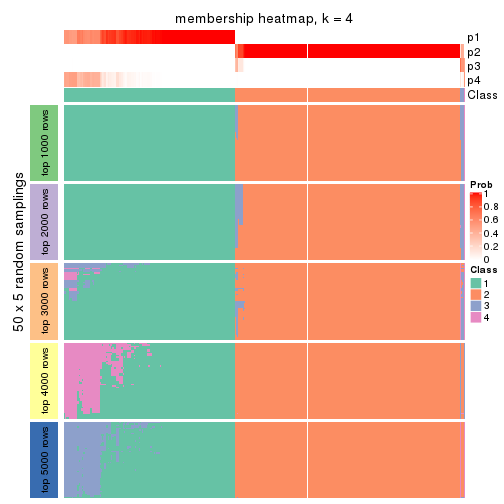 membership heatmap, k = 4
p1
p2
p3
p4
Class
50 x 5 random samplings
top 1000 rows
top 2000 rows
top 3000 rows
top 4000 rows
top 5000 rows
Prob
1
0.8
0.6
0.4
0.2
0
Class
1
2
3
4